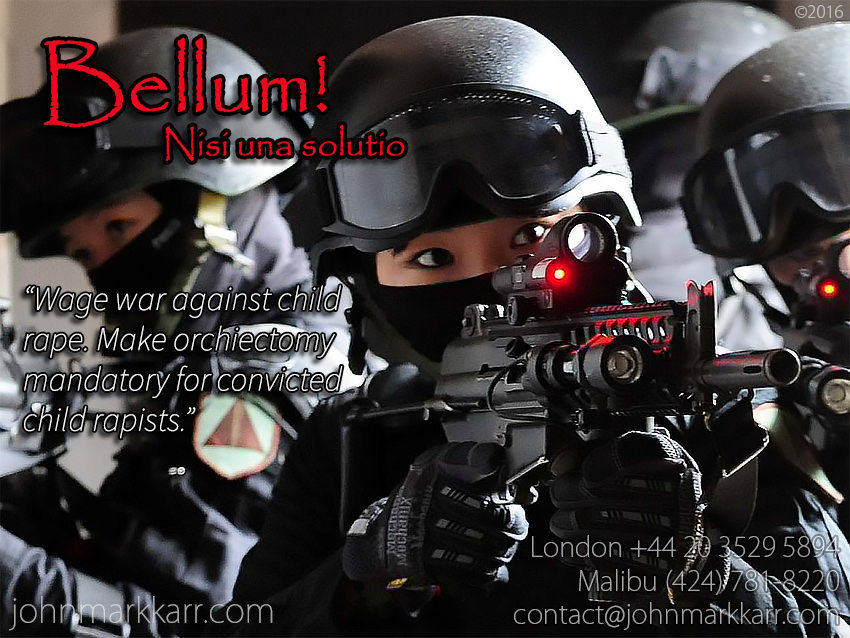 ©2016
Bellum!
Nisi una solutio
“Wage war against child
rape. Make orchiectomy
mandatory for convicted
child rapists.”
MECHANIX
London +44 20 3529 5894
Malibu (424) 781-8220
johnmarkkarr.com
contact@johnmarkkarr.com